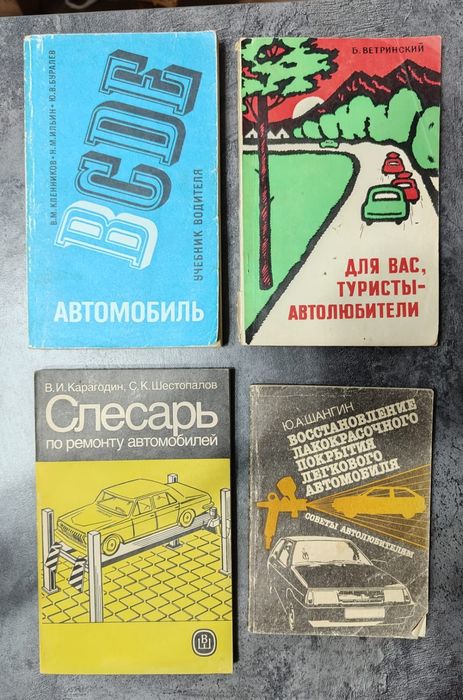 В. М. КЛЕННИКОВ • Н. М. ИЛЬИН • Ю. В. БУРАЛЕВ
BCDE
УЧЕБНИК ВОДИТЕЛЯ
АВТОМОБИЛЬ
Б. ВЕТРИНСКИЙ
ДЛЯ ВАС,
ТУРИСТЫ-
АВТОЛЮБИТЕЛИ
В. И. Карагодин, С. К. Шестопалов
Слесарь
по ремонту автомобилей
Ю. А. ШАНГИН
ВОССТАНОВЛЕНИЕ
ЛАКОКРАСОЧНОГО
ПОКРЫТИЯ
ЛЕГКОВОГО
АВТОМОБИЛЯ
СОВЕТЫ АВТОЛЮБИТЕЛЯМ